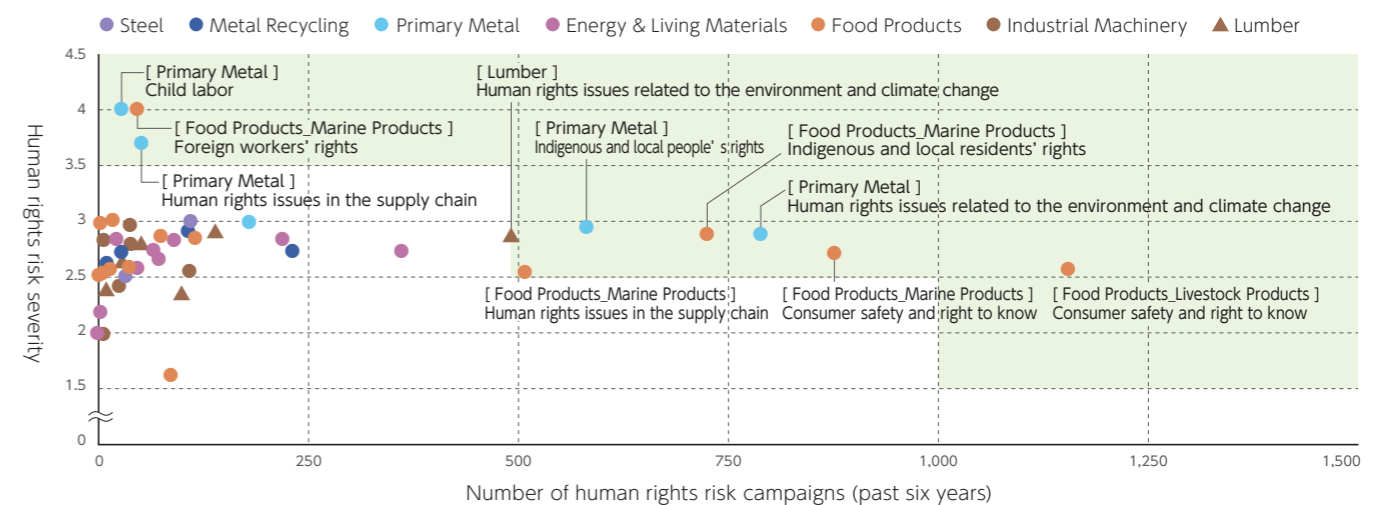 Steel Metal Recycling Primary Metal Energy & Living Materials Food Products Industrial Machinery Lumber
Human rights risk severity
4.5
4
3.5
3
2.5
2
1.5
0
[ Primary Metal ]
Child labor
[ Food Products_Marine Products ]
Foreign workers' rights
[ Primary Metal ]
Human rights issues in the supply chain
[ Lumber ]
Human rights issues related to the environment and climate change
[ Primary Metal ]
Indigenous and local people' s rights
[ Food Products_Marine Products ]
Indigenous and local residents' rights
[ Primary Metal ]
Human rights issues related to the environment and climate change
[ Food Products_Marine Products ]
Human rights issues in the supply chain
[ Food Products_Marine Products ]
Consumer safety and right to know
[ Food Products_Livestock Products ]
Consumer safety and right to know
0 250 500 750 1,000 1,250 1,500
Number of human rights risk campaigns (past six years)